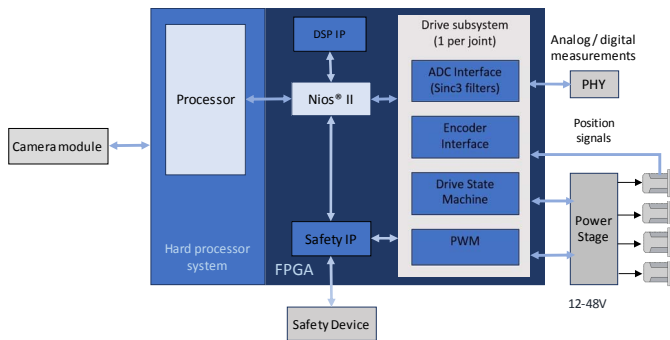 DSP IP
Drive subsystem
(1 per joint)
Analog / digital
measurements
Processor
Nios® II
ADC Interface
(Sinc3 filters)
PHY
Camera module
Encoder
Interface
Position
signals
Drive State
Machine
Power
Stage
Safety IP
PWM
Hard processor
system
FPGA
12-48V
Safety Device